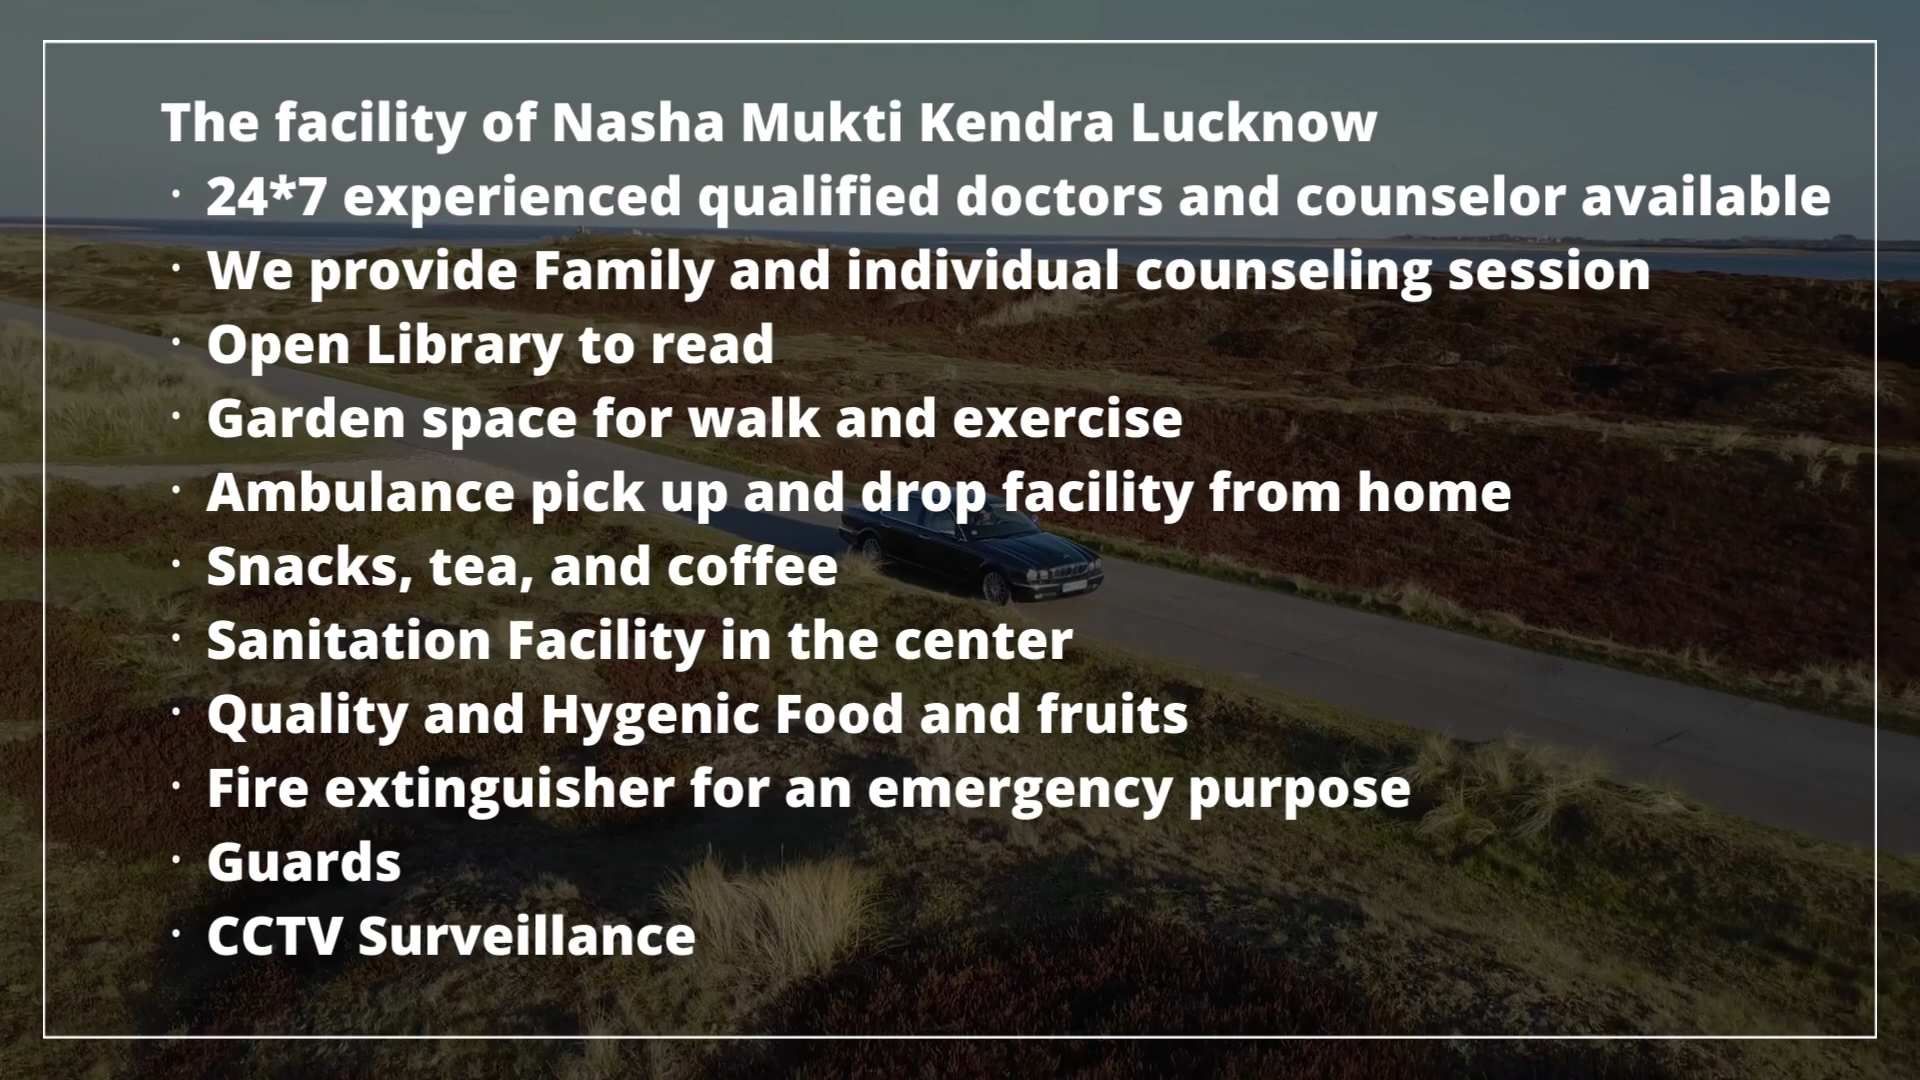 The facility of Nasha Mukti Kendra Lucknow
· 24*7 experienced qualified doctors and counselor available
· We provide Family and individual counseling session
· Open Library to read
· Garden space for walk and exercise
· Ambulance pick up and drop facility from home
· Snacks, tea, and coffee
· Sanitation Facility in the center
· Quality and Hygenic Food and fruits
· Fire extinguisher for an emergency purpose
· Guards
· CCTV Surveillance